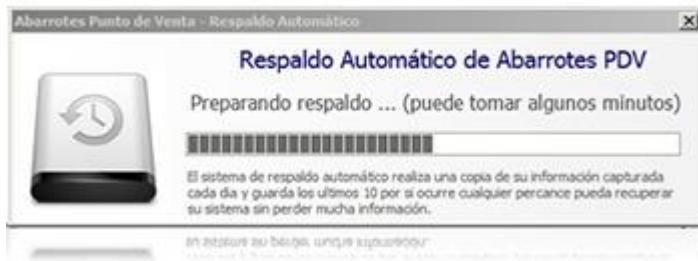 Abarrotes Punto de Venta - Respaldo Automático
Respaldo Automático de Abarrotes PDV
Preparando respaldo ... (puede tomar algunos minutos)
El sistema de respaldo automático realiza una copia de su información capturada
cada dia y guarda los ultimos 10 por si ocurre cualquier percance pueda recuperar
su sistema sin perder mucha información.